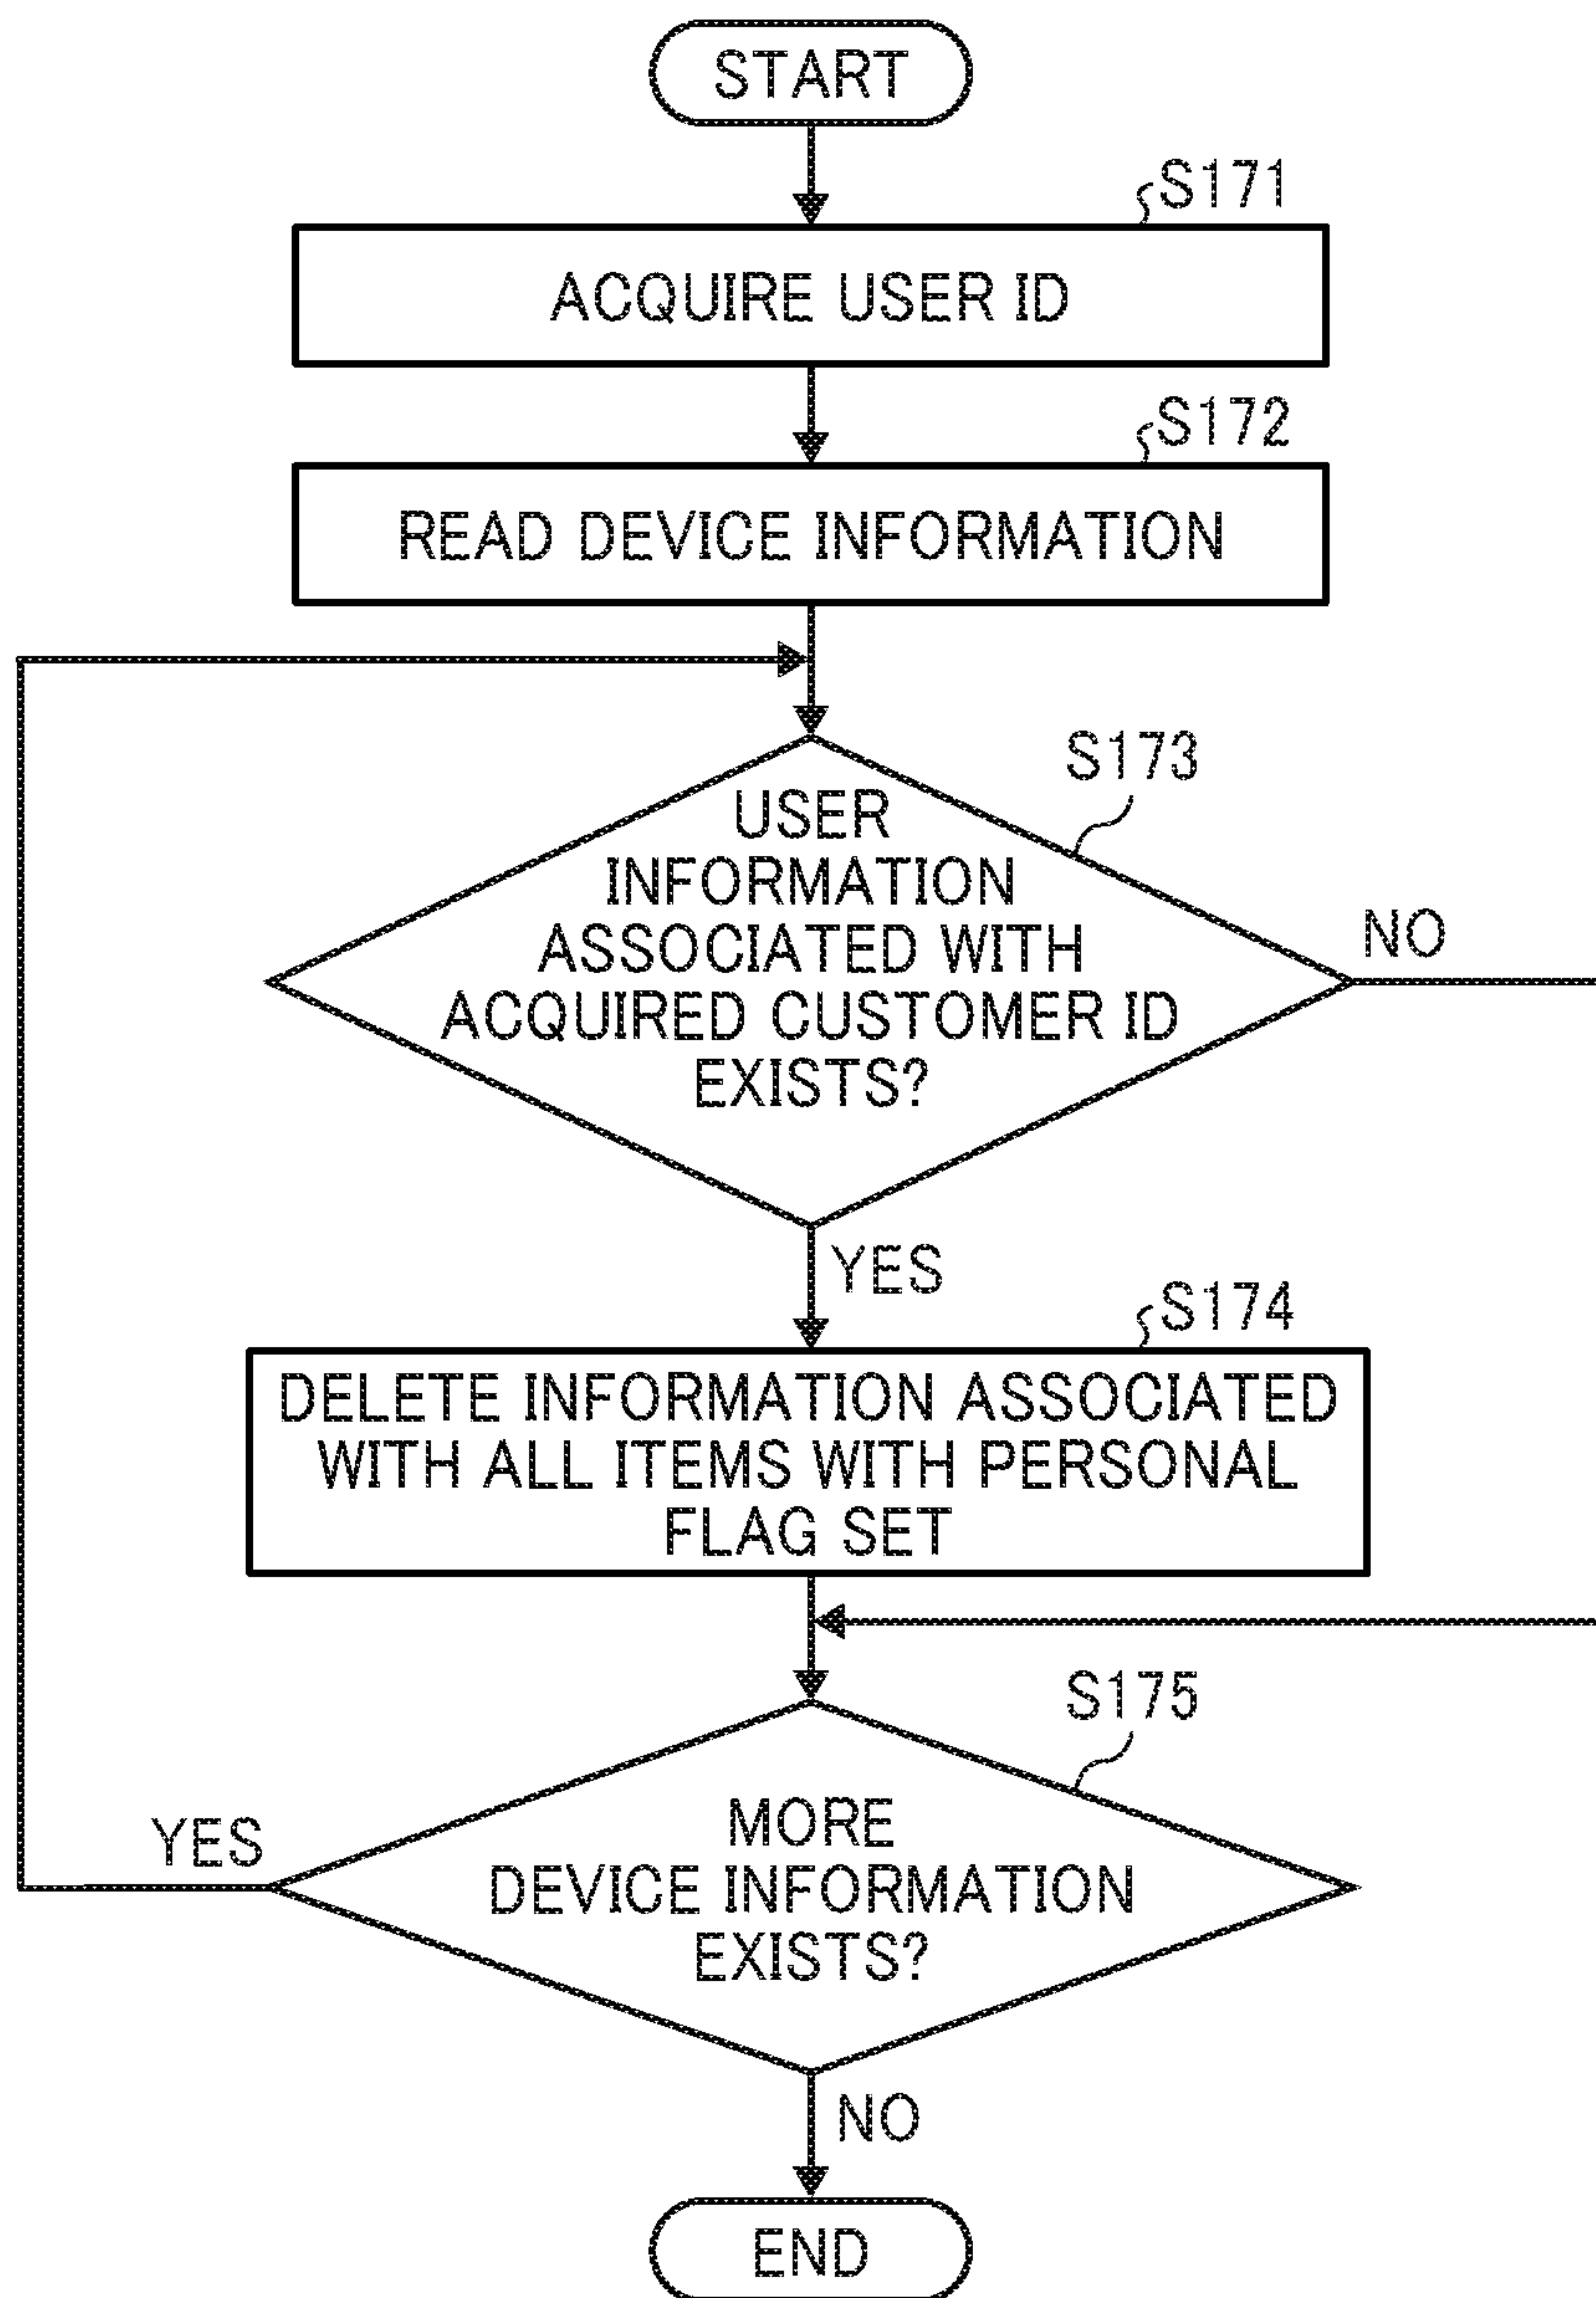 START
S171
ACQUIRE USER ID
S172
READ DEVICE INFORMATION
S173
USER
INFORMATION
ASSOCIATED WITH
ACQUIRED CUSTOMER ID
EXISTS?
NO
YES
S174
DELETE INFORMATION ASSOCIATED
WITH ALL ITEMS WITH PERSONAL
FLAG SET
S175
MORE
DEVICE INFORMATION
EXISTS?
YES
NO
END